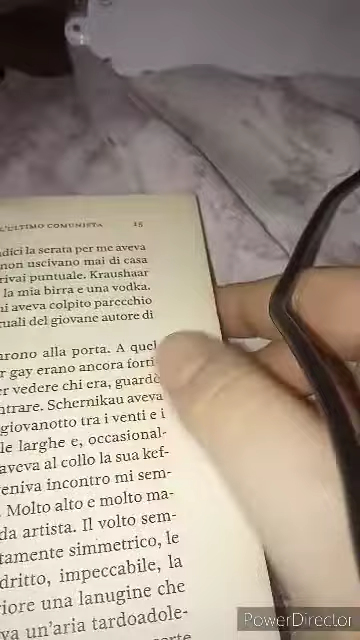 L'ULTIMO COMUNISTA 15
dici la serata per me aveva
non uscivano mai di casa
rivai puntuale. Kraushaar
la mia birra e una vodka.
ni aveva colpito parecchio
tuali del giovane autore di
arono alla porta. A quel
r gay erano ancora forti
er vedere chi era, guardò
ntrare. Schernikau aveva
giovanotto tra i venti e i
le larghe e, occasional-
aveva al collo la sua kef-
veniva incontro mi sem-
. Molto alto e molto ma-
da artista. Il volto sem-
tamente simmetrico, le
dritto, impeccabile, la
riore una lanugine che
va un'aria tardoadole-
PowerDirector